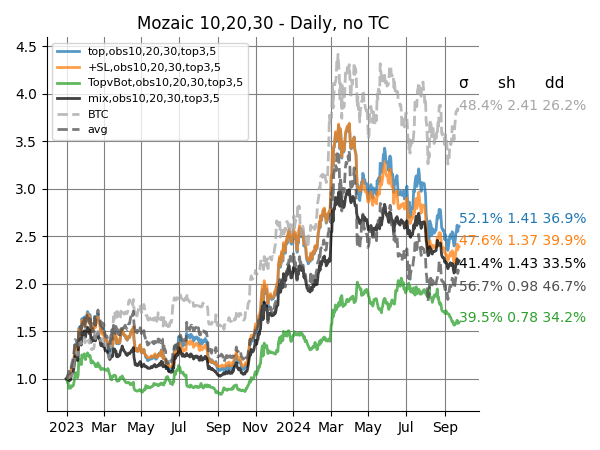 Mozaic 10,20,30 - Daily, no TC
top,obs10,20,30,top3,5
+SL,obs10,20,30,top3,5
TopvBot,obs10,20,30,top3,5
mix,obs10,20,30,top3,5
BTC
avg
4.5
4.0
3.5
3.0
2.5
2.0
1.5
1.0
σ sh dd
48.4% 2.41 26.2%
52.1% 1.41 36.9%
47.6% 1.37 39.9%
41.4% 1.43 33.5%
56.7% 0.98 46.7%
39.5% 0.78 34.2%
2023 Mar May Jul Sep Nov 2024 Mar May Jul Sep